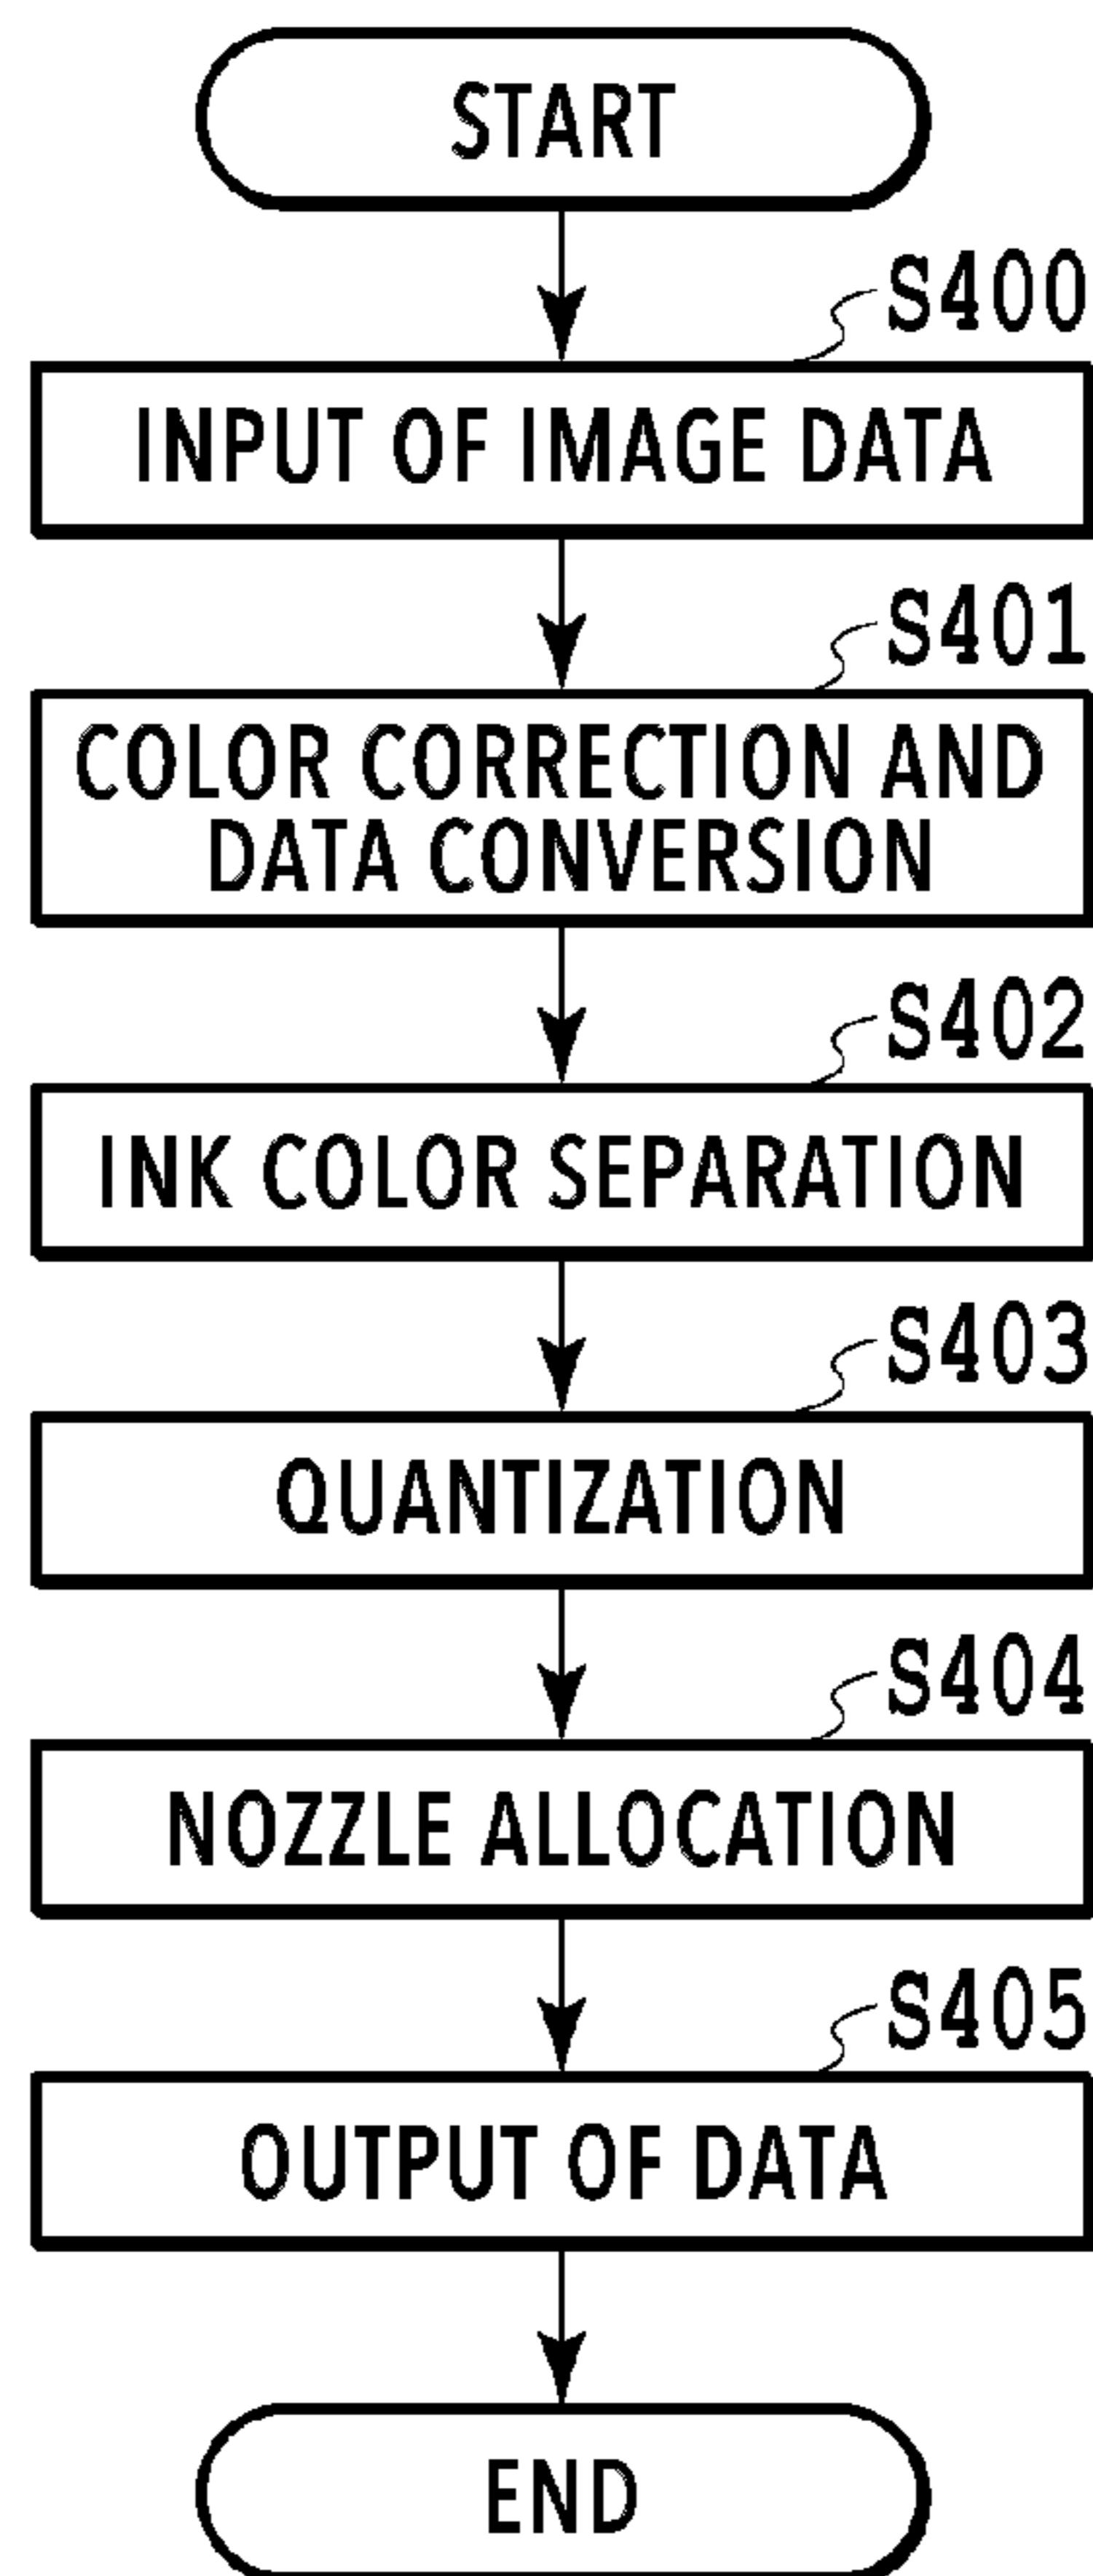 START
S400
INPUT OF IMAGE DATA
S401
COLOR CORRECTION AND
DATA CONVERSION
S402
INK COLOR SEPARATION
S403
QUANTIZATION
S404
NOZZLE ALLOCATION
S405
OUTPUT OF DATA
END